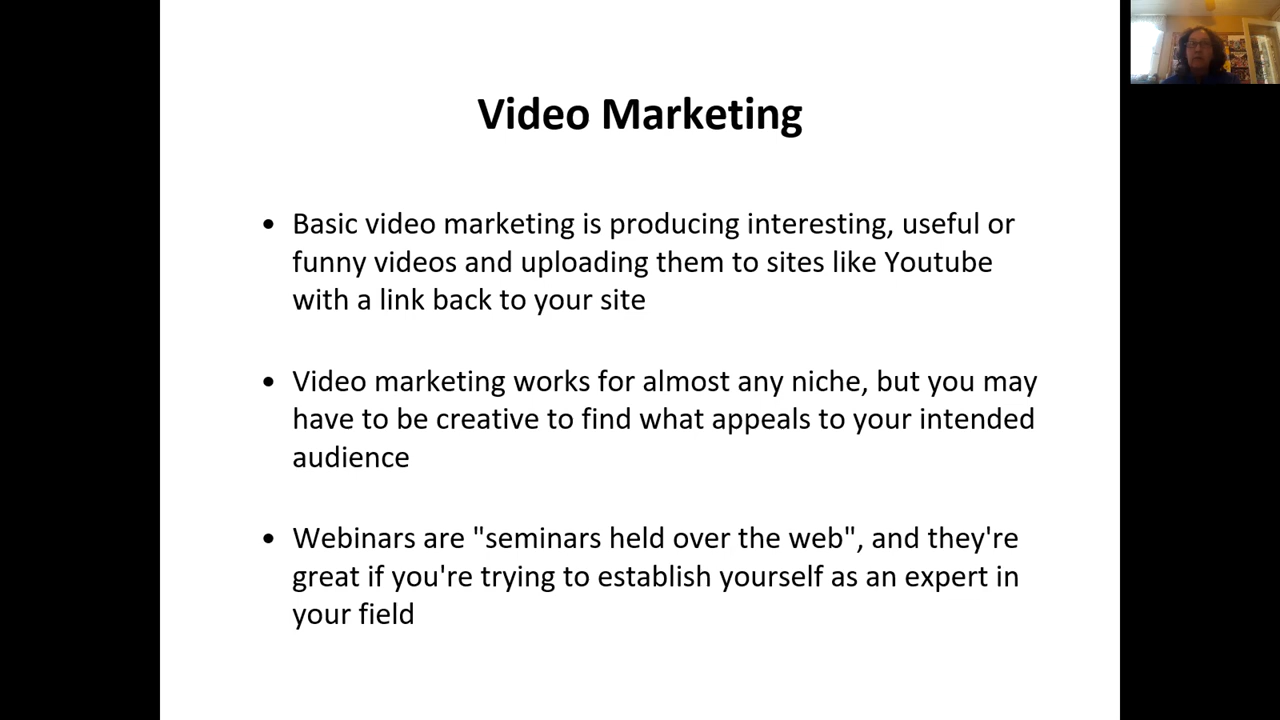 Video Marketing
• Basic video marketing is producing interesting, useful or
funny videos and uploading them to sites like Youtube
with a link back to your site
• Video marketing works for almost any niche, but you may
have to be creative to find what appeals to your intended
audience
• Webinars are "seminars held over the web", and they're
great if you're trying to establish yourself as an expert in
your field